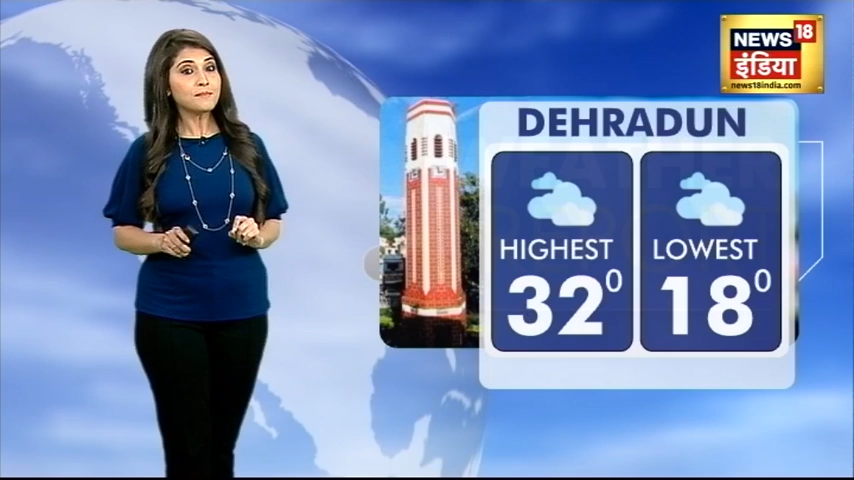 NEWS 18
इंडिया
news18india.com
DEHRADUN
HIGHEST
32⁰
LOWEST
18⁰